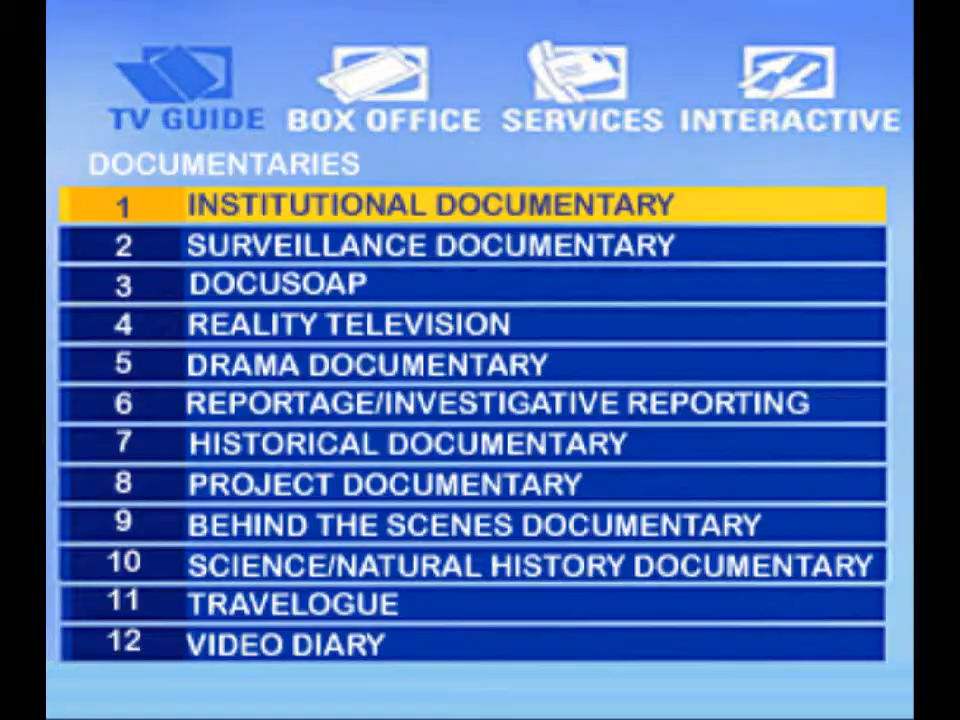 TV GUIDE BOX OFFICE SERVICES INTERACTIVE
DOCUMENTARIES
1 INSTITUTIONAL DOCUMENTARY
2 SURVEILLANCE DOCUMENTARY
3 DOCUSOAP
4 REALITY TELEVISION
5 DRAMA DOCUMENTARY
6 REPORTAGE/INVESTIGATIVE REPORTING
7 HISTORICAL DOCUMENTARY
8 PROJECT DOCUMENTARY
9 BEHIND THE SCENES DOCUMENTARY
10 SCIENCE/NATURAL HISTORY DOCUMENTARY
11 TRAVELOGUE
12 VIDEO DIARY